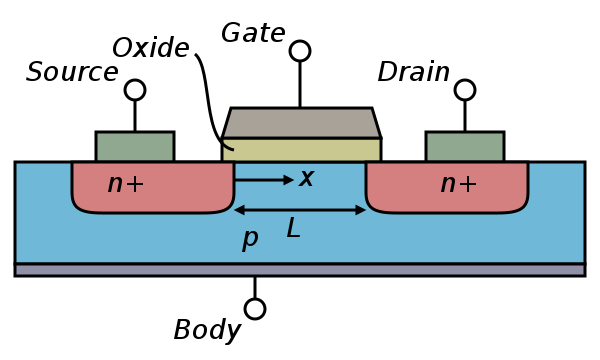 Gate
Oxide
Source
Drain
n+
x
n+
L
p
Body